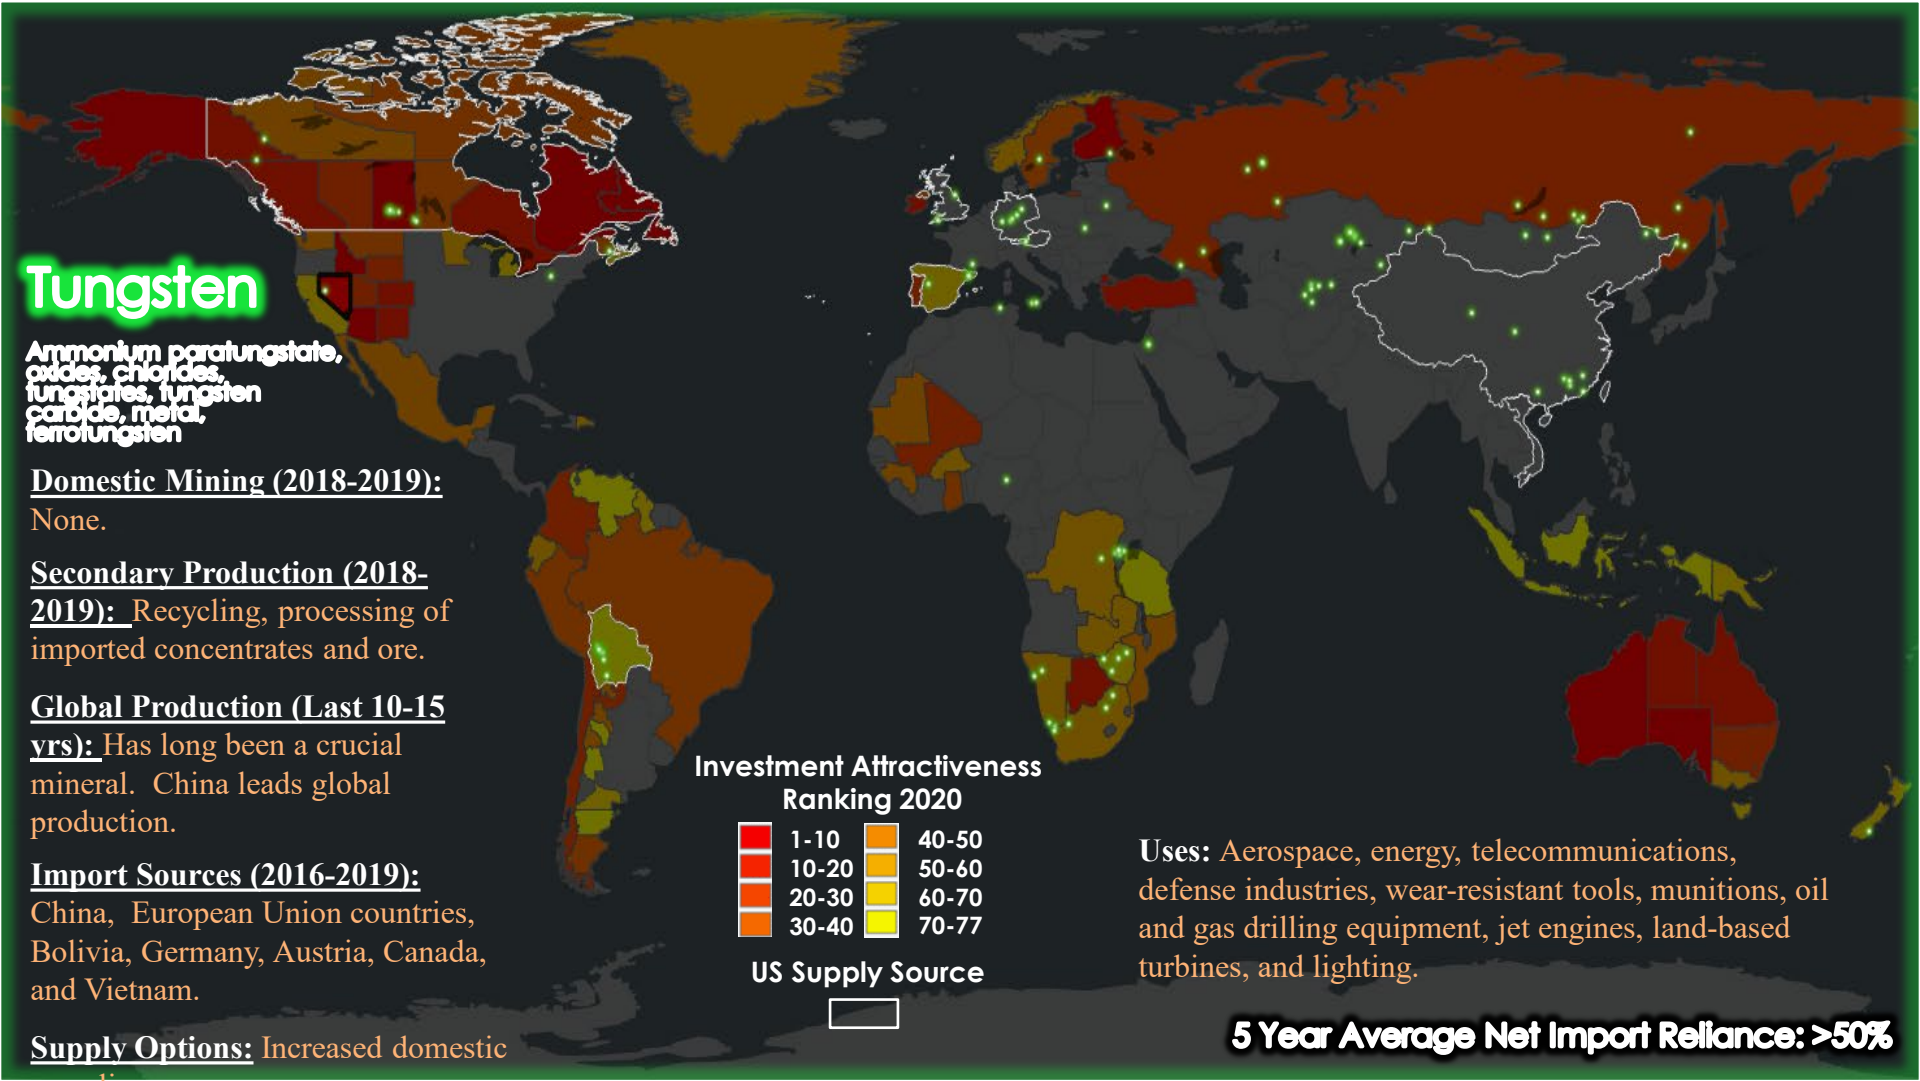 Tungsten
Ammonium paratungstate,
oxides, chlorides,
tungstates, tungsten
carbide, metal,
ferrotungsten
Domestic Mining (2018-2019):
None.
Secondary Production (2018-
2019): Recycling, processing of
imported concentrates and ore.
Global Production (Last 10-15
yrs): Has long been a crucial
mineral. China leads global
production.
Import Sources (2016-2019):
China, European Union countries,
Bolivia, Germany, Austria, Canada,
and Vietnam.
Supply Options: Increased domestic
Investment Attractiveness
Ranking 2020
1-10
10-20
20-30
30-40
40-50
50-60
60-70
70-77
US Supply Source
Uses: Aerospace, energy, telecommunications,
defense industries, wear-resistant tools, munitions, oil
and gas drilling equipment, jet engines, land-based
turbines, and lighting.
5 Year Average Net Import Reliance: >50%